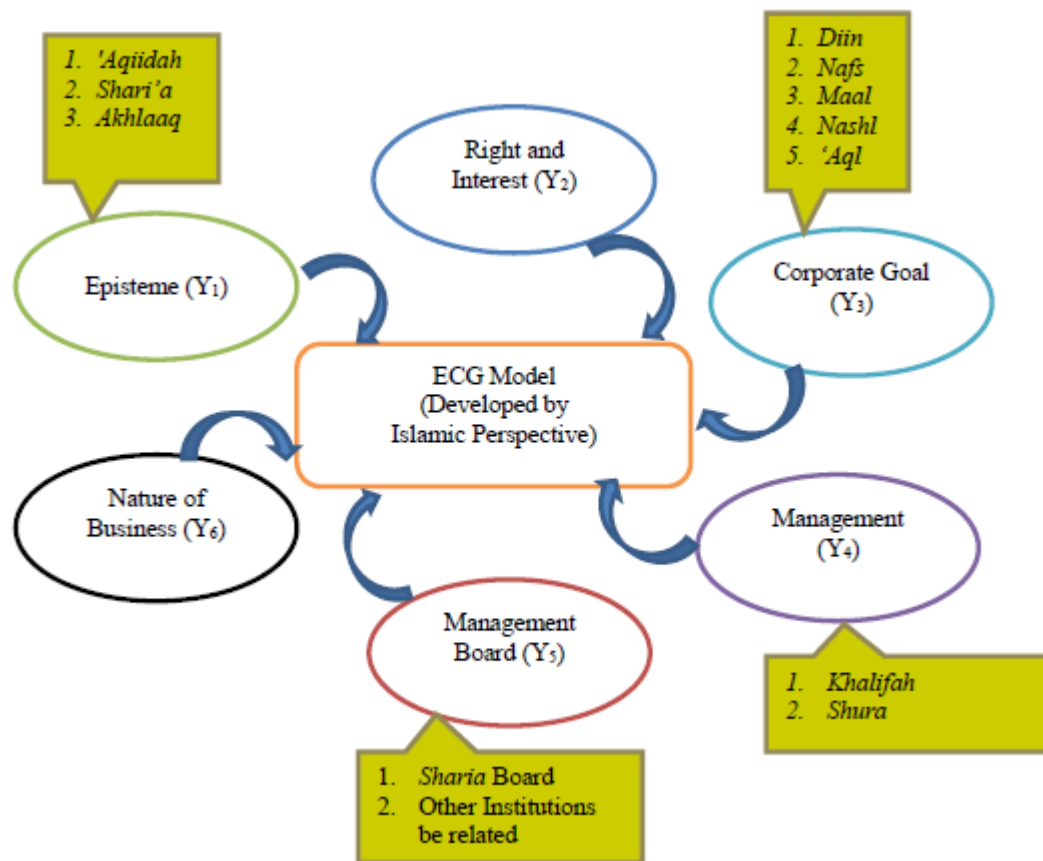 1. 'Aqiidah
2. Shari’a
3. Akhlaaq
1. Diin
2. Nafs
3. Maal
4. Nashl
5. ‘Aql
Right and
Interest (Y₂)
Episteme (Y₁)
Corporate Goal
(Y₃)
ECG Model
(Developed by
Islamic Perspective)
Nature of
Business (Y₆)
Management
(Y₄)
Management
Board (Y₅)
1. Khalifah
2. Shura
1. Sharia Board
2. Other Institutions
be related